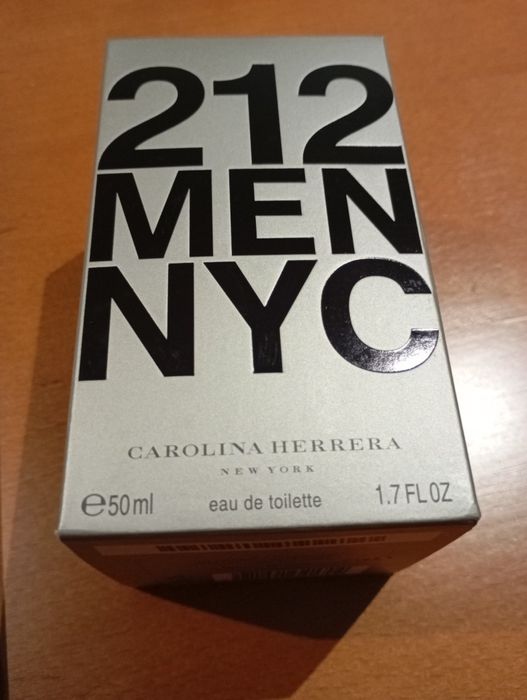 212
MEN
NYC
CAROLINA HERRERA
NEW YORK
℮50ml eau de toilette 1.7 FL OZ